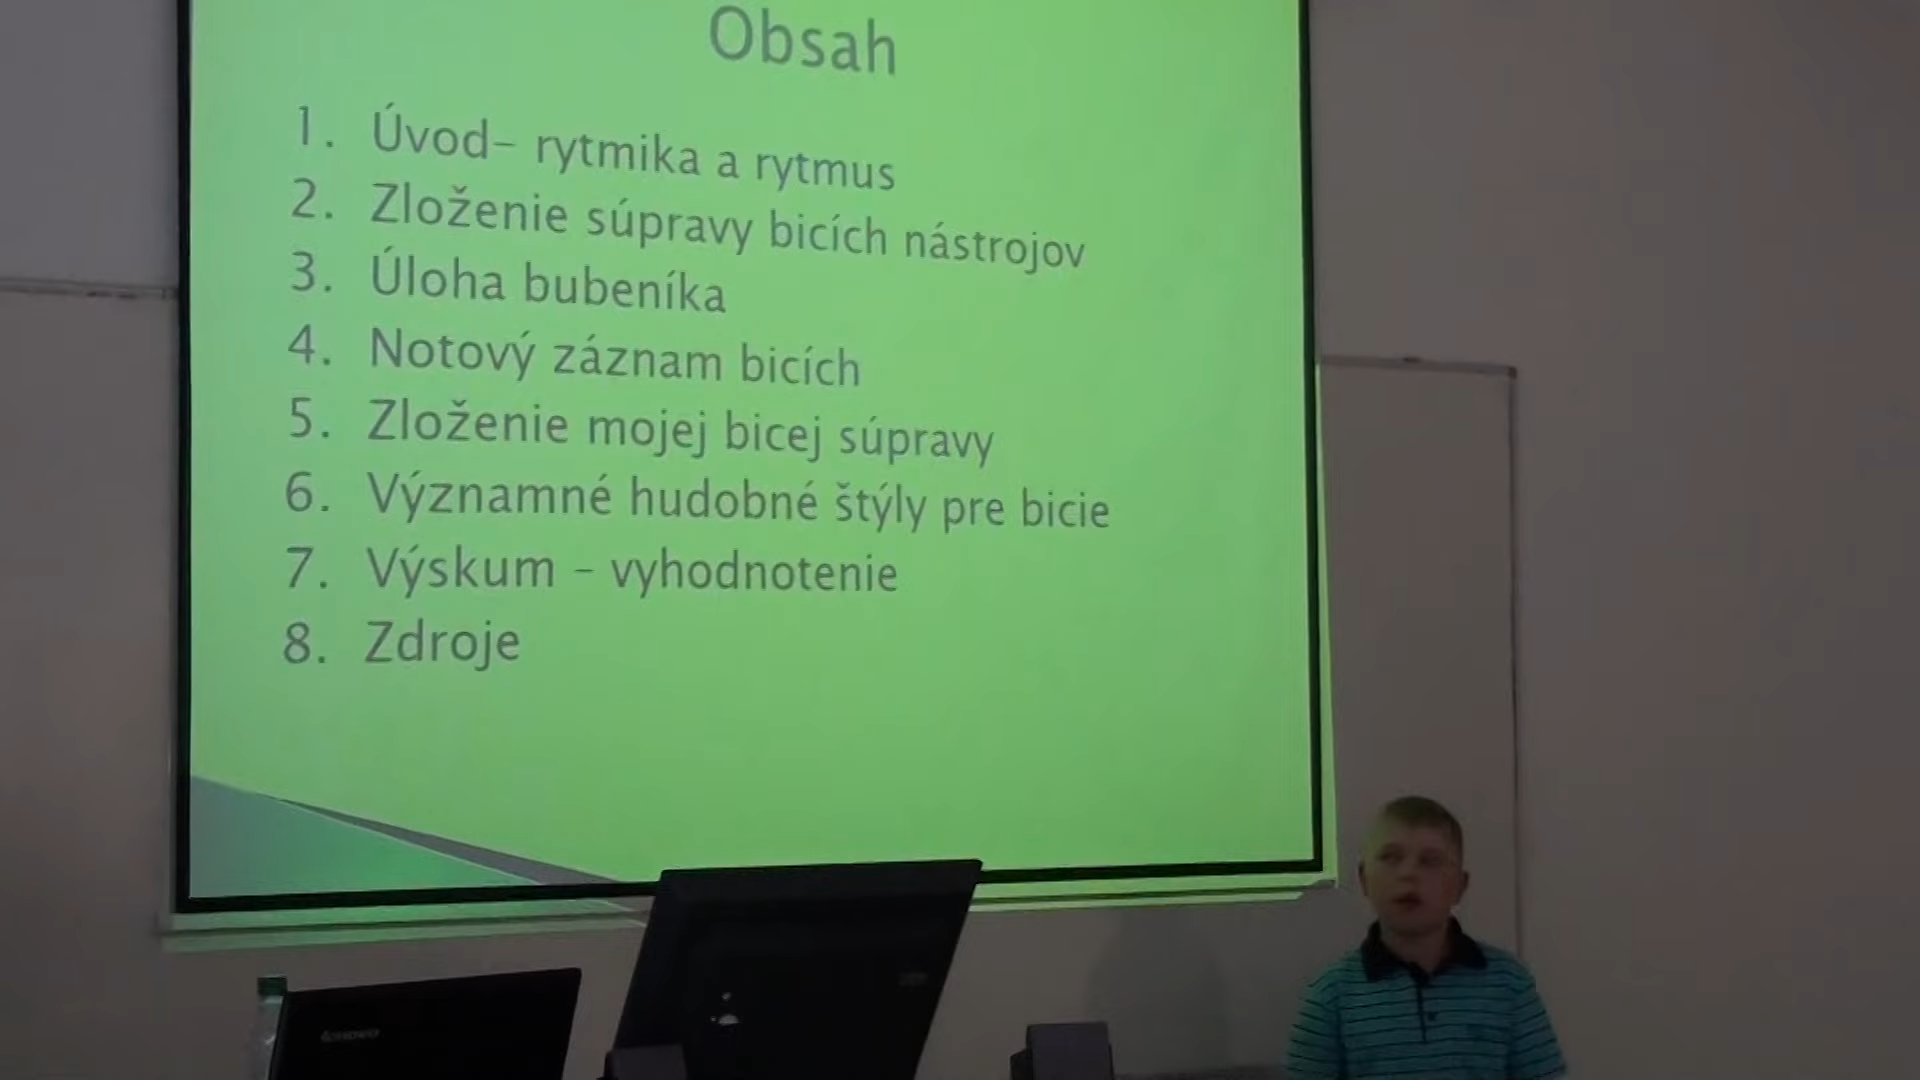 Obsah
1. Úvod– rytmika a rytmus
2. Zloženie súpravy bicích nástrojov
3. Úloha bubeníka
4. Notový záznam bicích
5. Zloženie mojej bicej súpravy
6. Významné hudobné štýly pre bicie
7. Výskum – vyhodnotenie
8. Zdroje
lenovo